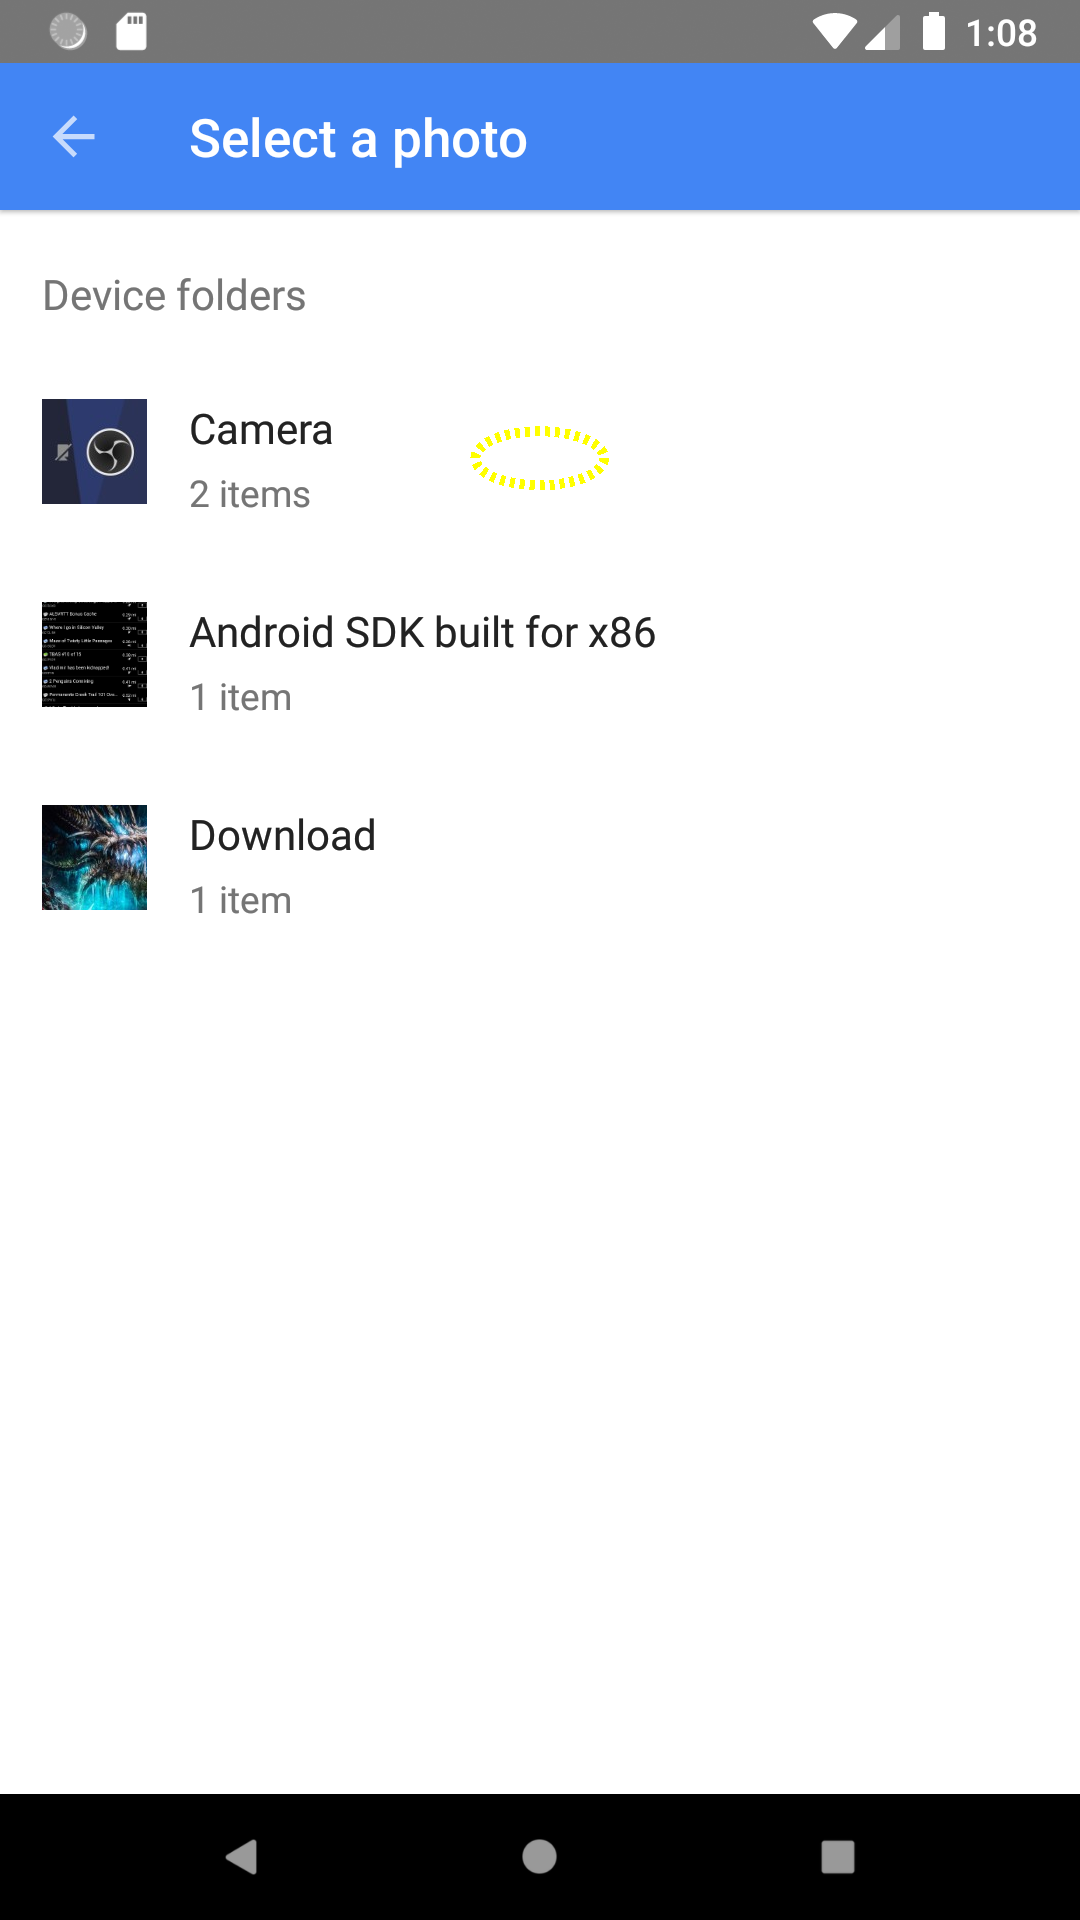 1:08
Select a photo
Device folders
Camera
2 items
Android SDK built for x86
1 item
Download
1 item